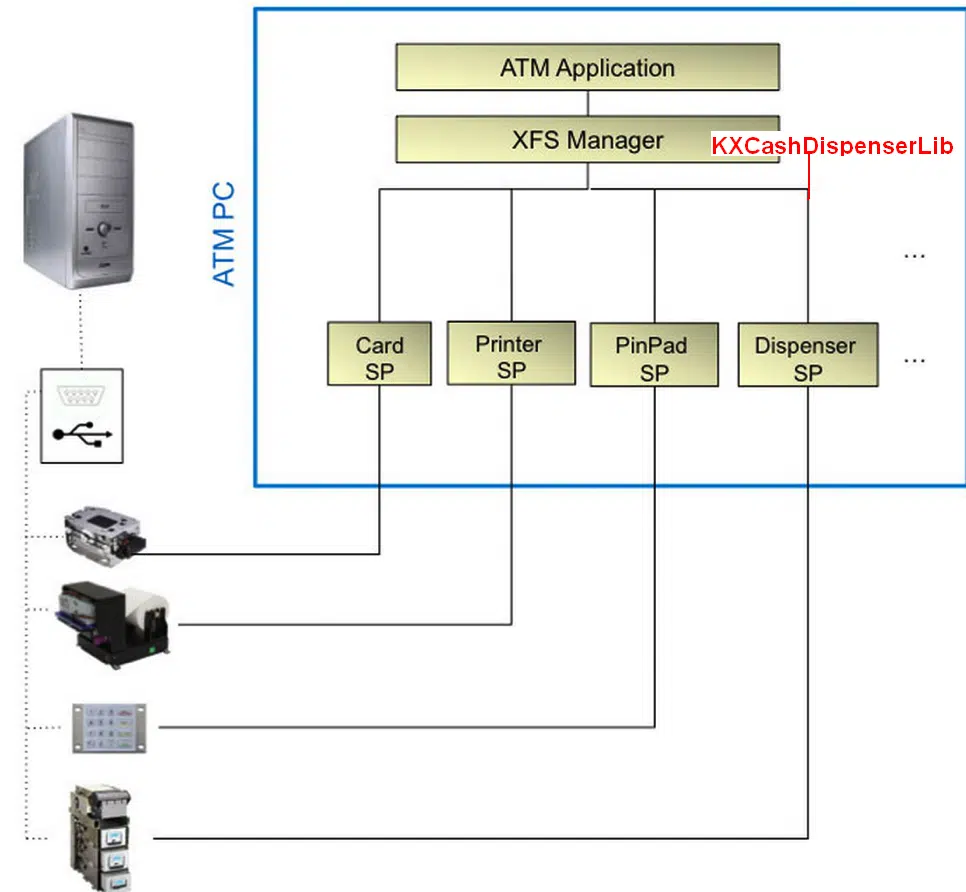 ATM Application
XFS Manager
KXCashDispenserLib
ATM PC
...
Card
SP
Printer
SP
PinPad
SP
Dispenser
SP
...